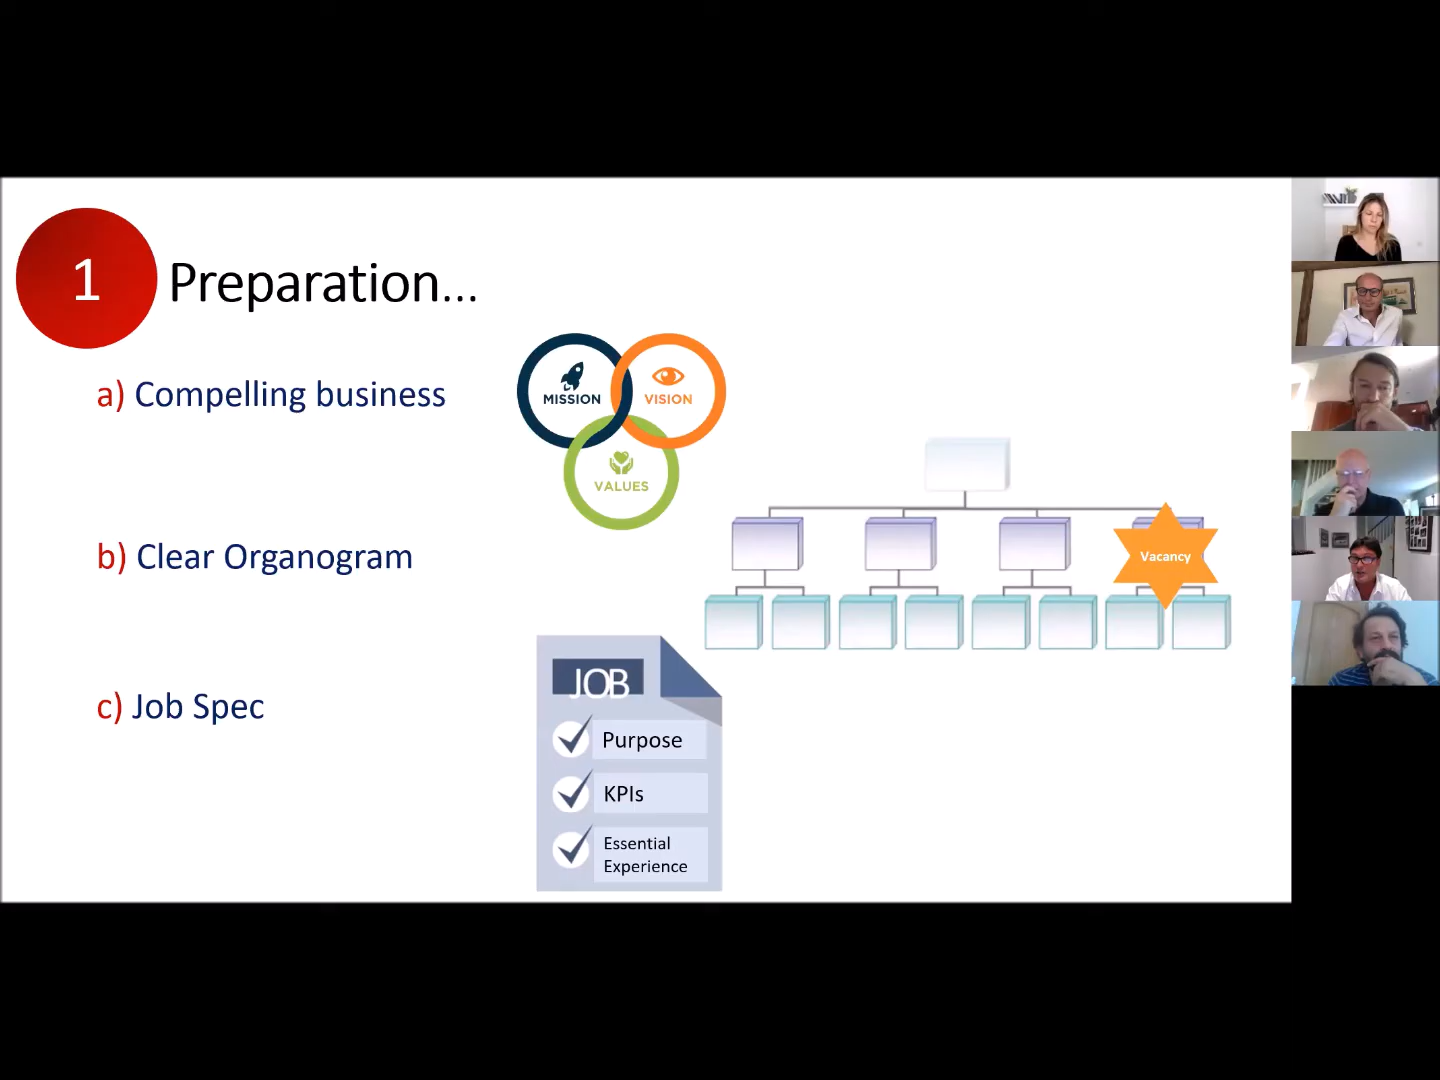 1
Preparation...
a) Compelling business
MISSION
VISION
VALUES
b) Clear Organogram
Vacancy
c) Job Spec
JOB
Purpose
KPIs
Essential
Experience